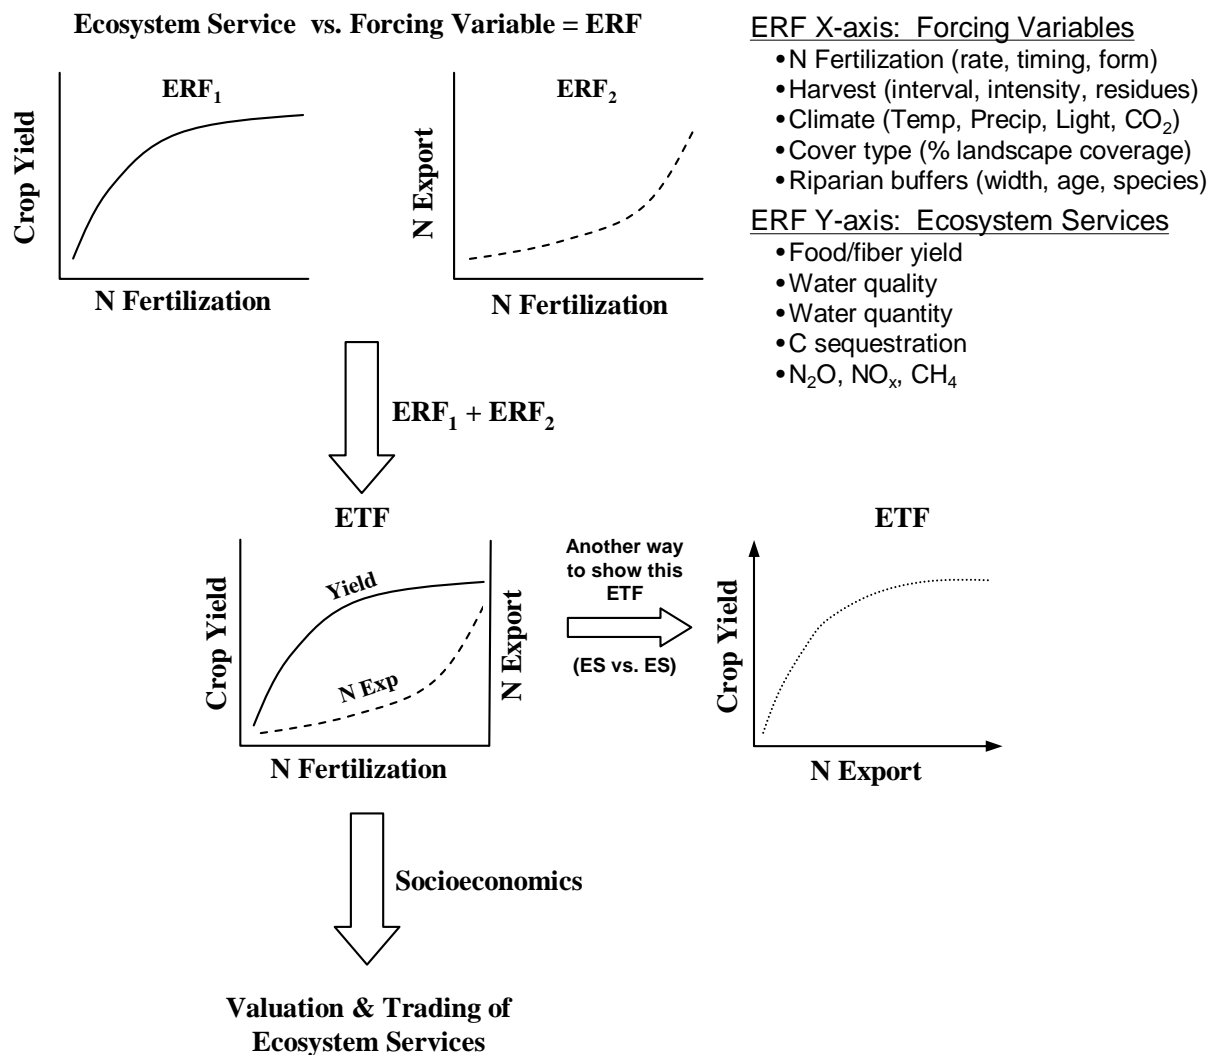 Ecosystem Service vs. Forcing Variable = ERF
ERF₁
Crop Yield
N Fertilization
ERF₂
N Export
N Fertilization
ERF X-axis: Forcing Variables
•N Fertilization (rate, timing, form)
•Harvest (interval, intensity, residues)
•Climate (Temp, Precip, Light, CO₂)
•Cover type (% landscape coverage)
•Riparian buffers (width, age, species)
ERF Y-axis: Ecosystem Services
•Food/fiber yield
•Water quality
•Water quantity
•C sequestration
•N₂O, NOₓ, CH₄
ERF₁ + ERF₂
ETF
Crop Yield
Yield
N Exp
N Export
N Fertilization
Another way
to show this
ETF
(ES vs. ES)
ETF
Crop Yield
N Export
Socioeconomics
Valuation & Trading of
Ecosystem Services